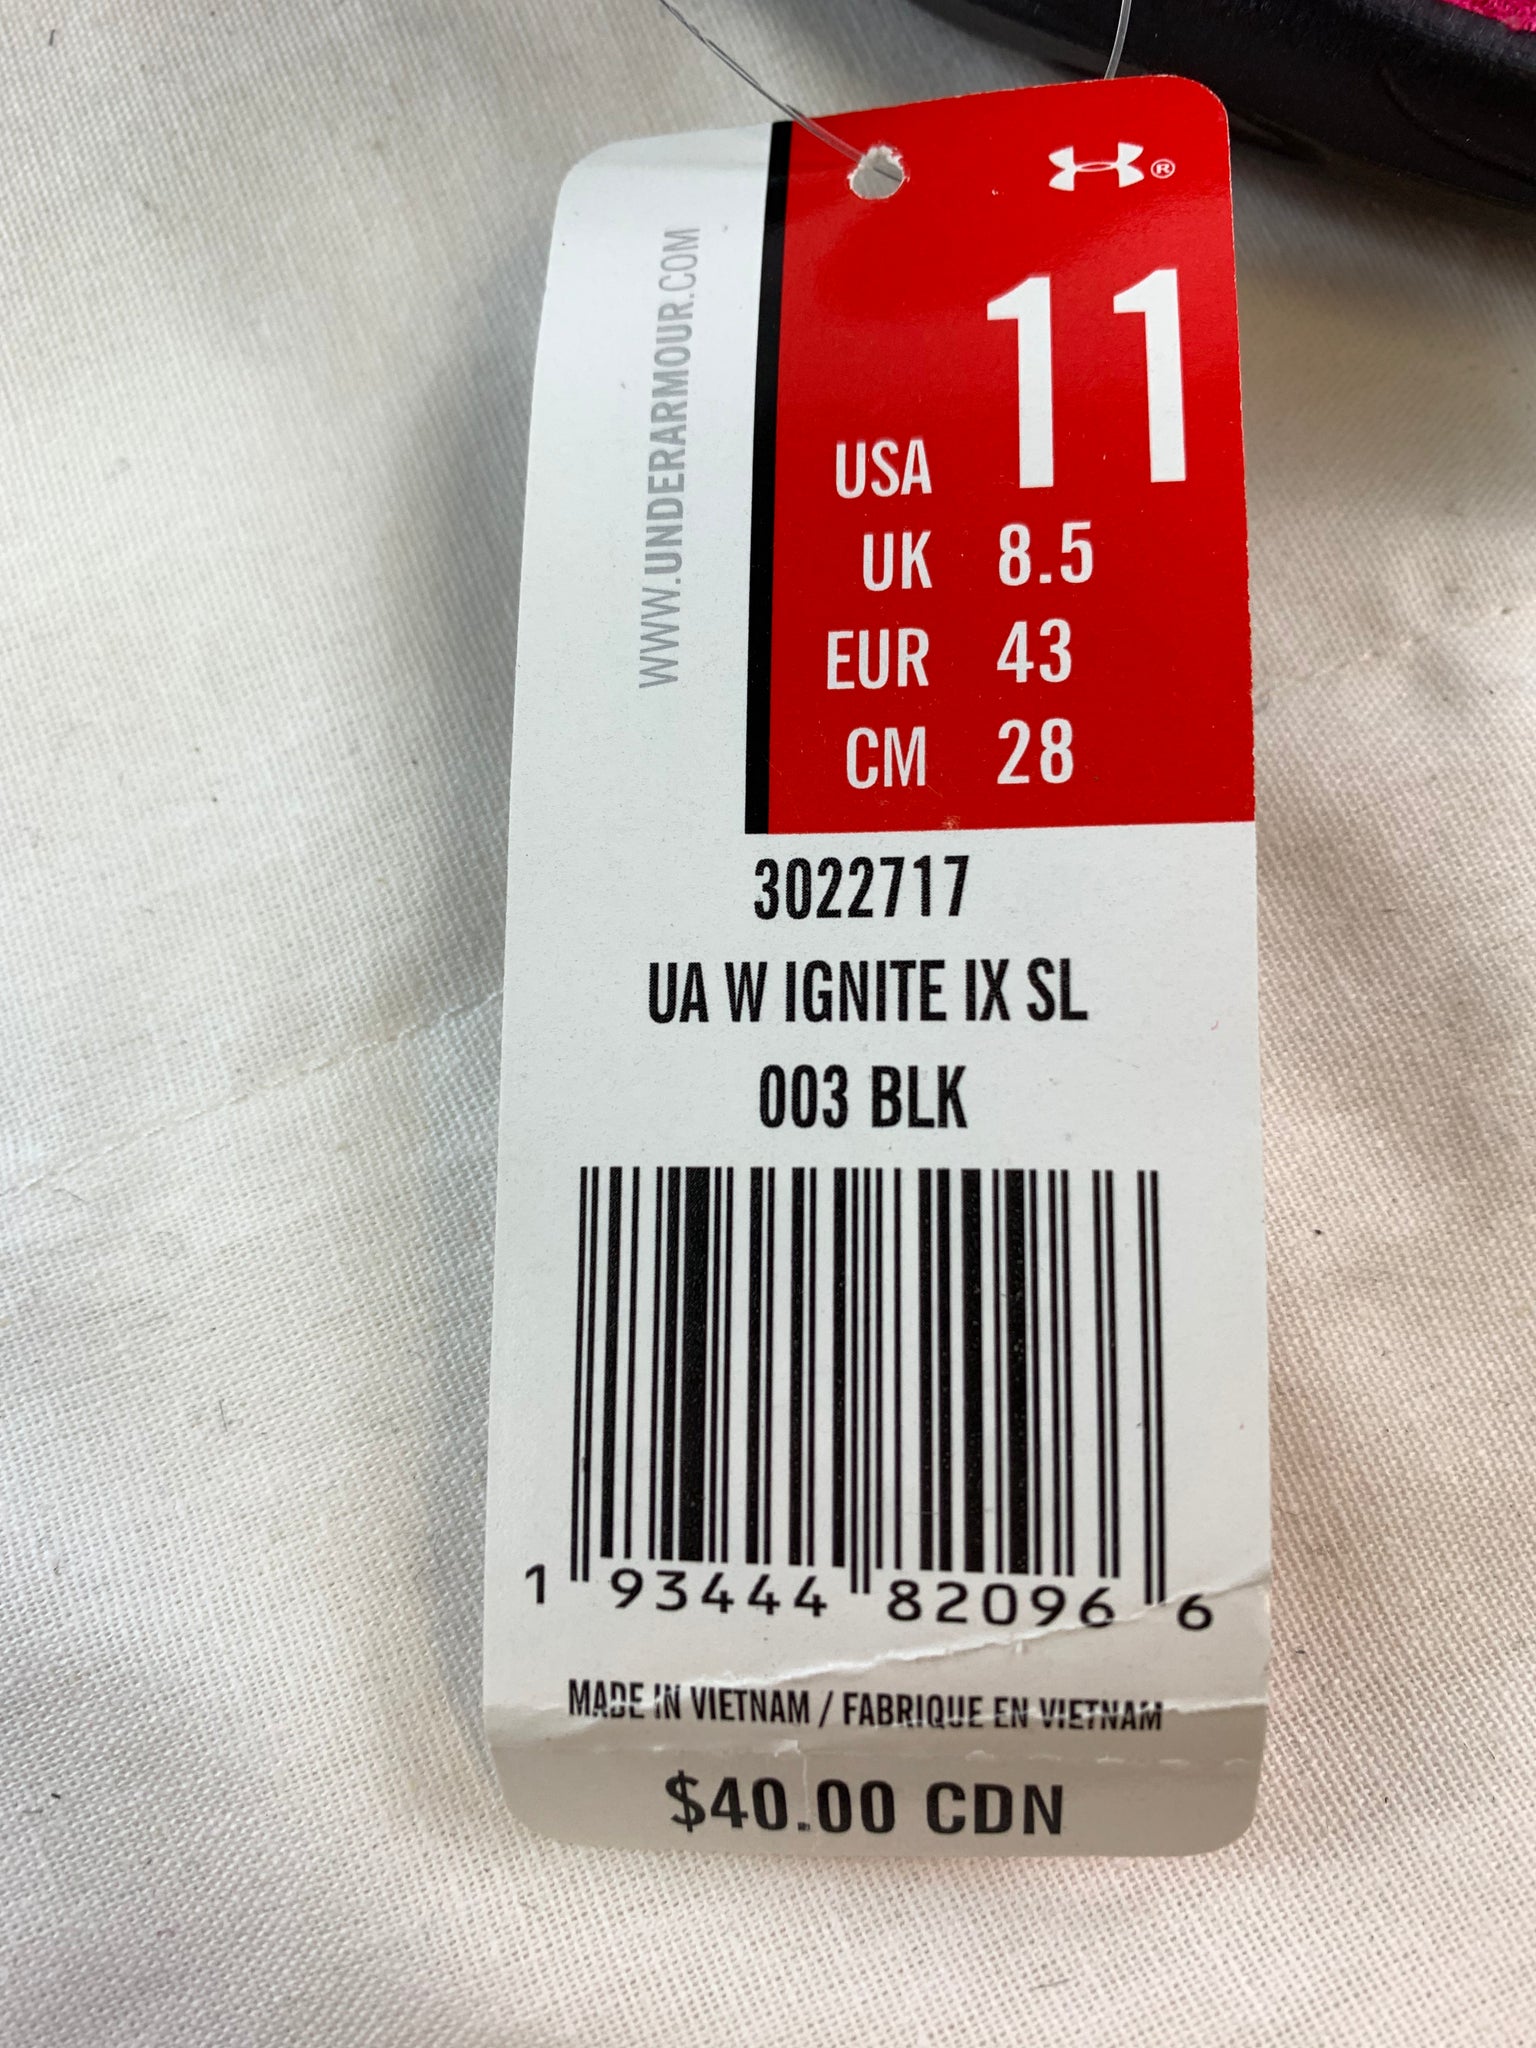 ®
WWW.UNDERARMOUR.COM
USA 11
UK 8.5
EUR 43
CM 28
3022717
UA W IGNITE IX SL
003 BLK
1 93444 82096 6
MADE IN VIETNAM / FABRIQUE EN VIETNAM
$40.00 CDN